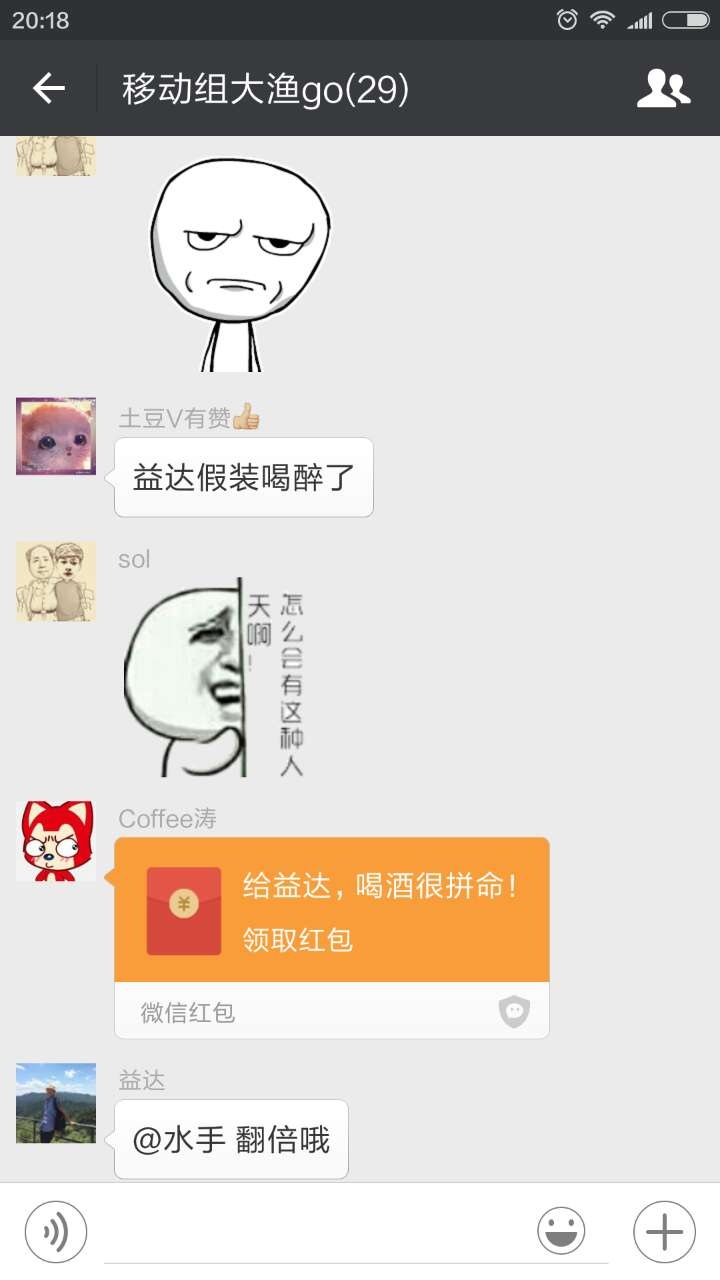 20:18
移动组大渔go(29)
土豆V有赞👍
益达假装喝醉了
sol
怎么会有这种人
天啊!
Coffee涛
给益达，喝酒很拼命！
领取红包
微信红包
益达
@水手 翻倍哦